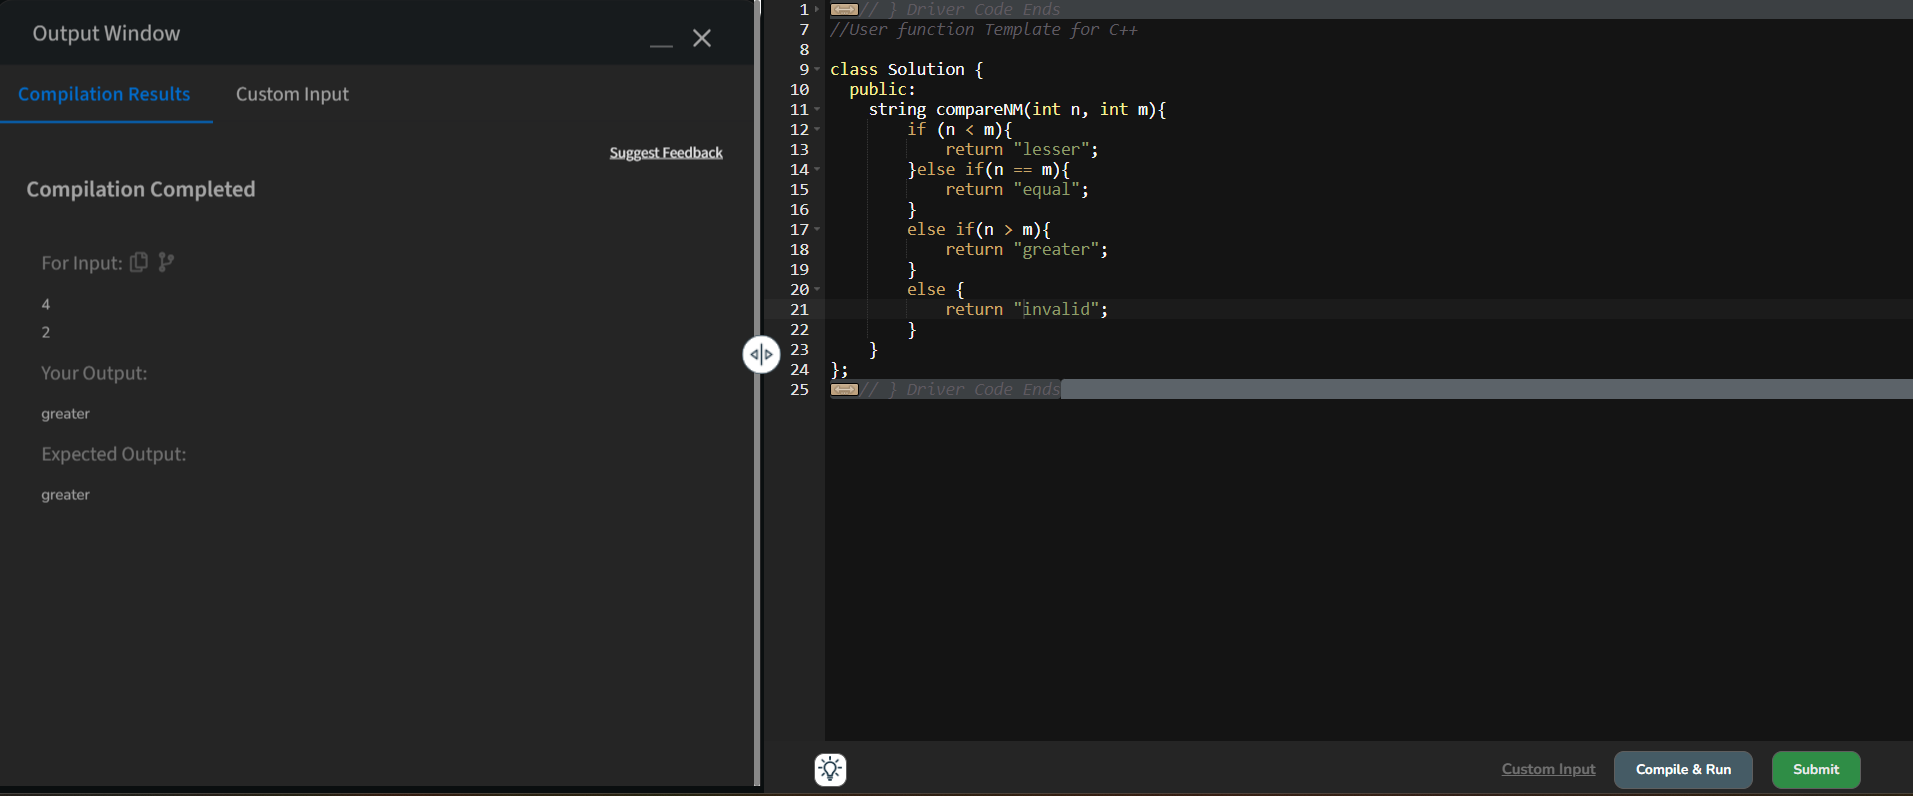 Output Window
Compilation Results Custom Input
Suggest Feedback
Compilation Completed
For Input:
4
2
Your Output:
greater
Expected Output:
greater
1 // } Driver Code Ends
7 //User function Template for C++
8
9 class Solution {
10 public:
11 string compareNM(int n, int m){
12 if (n < m){
13 return "lesser";
14 }else if(n == m){
15 return "equal";
16 }
17 else if(n > m){
18 return "greater";
19 }
20 else {
21 return "invalid";
22 }
23 }
24 };
25 // } Driver Code Ends
Custom Input Compile & Run Submit